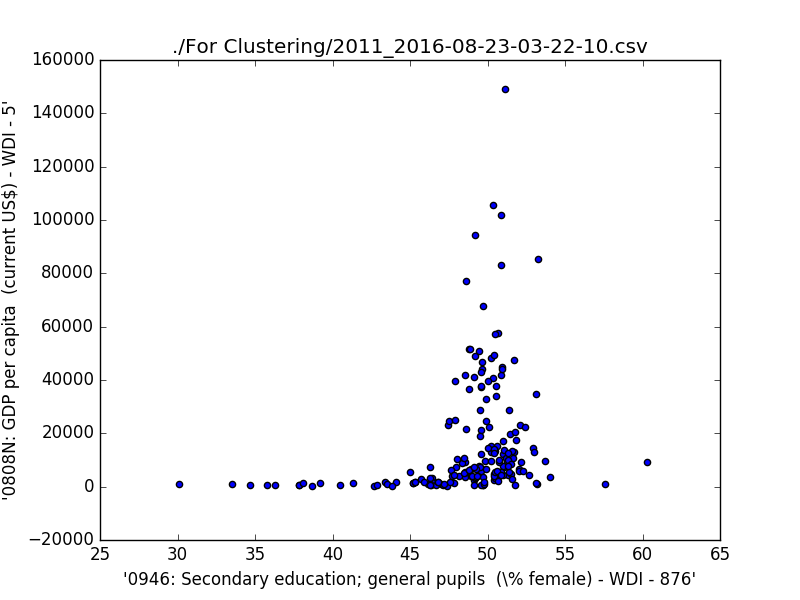 ./For Clustering/2011_2016-08-23-03-22-10.csv
160000
140000
120000
100000
80000
60000
40000
20000
0
−20000
'0808N: GDP per capita  (current US$) - WDI - 5'
25 30 35 40 45 50 55 60 65
'0946: Secondary education; general pupils  (\% female) - WDI - 876'